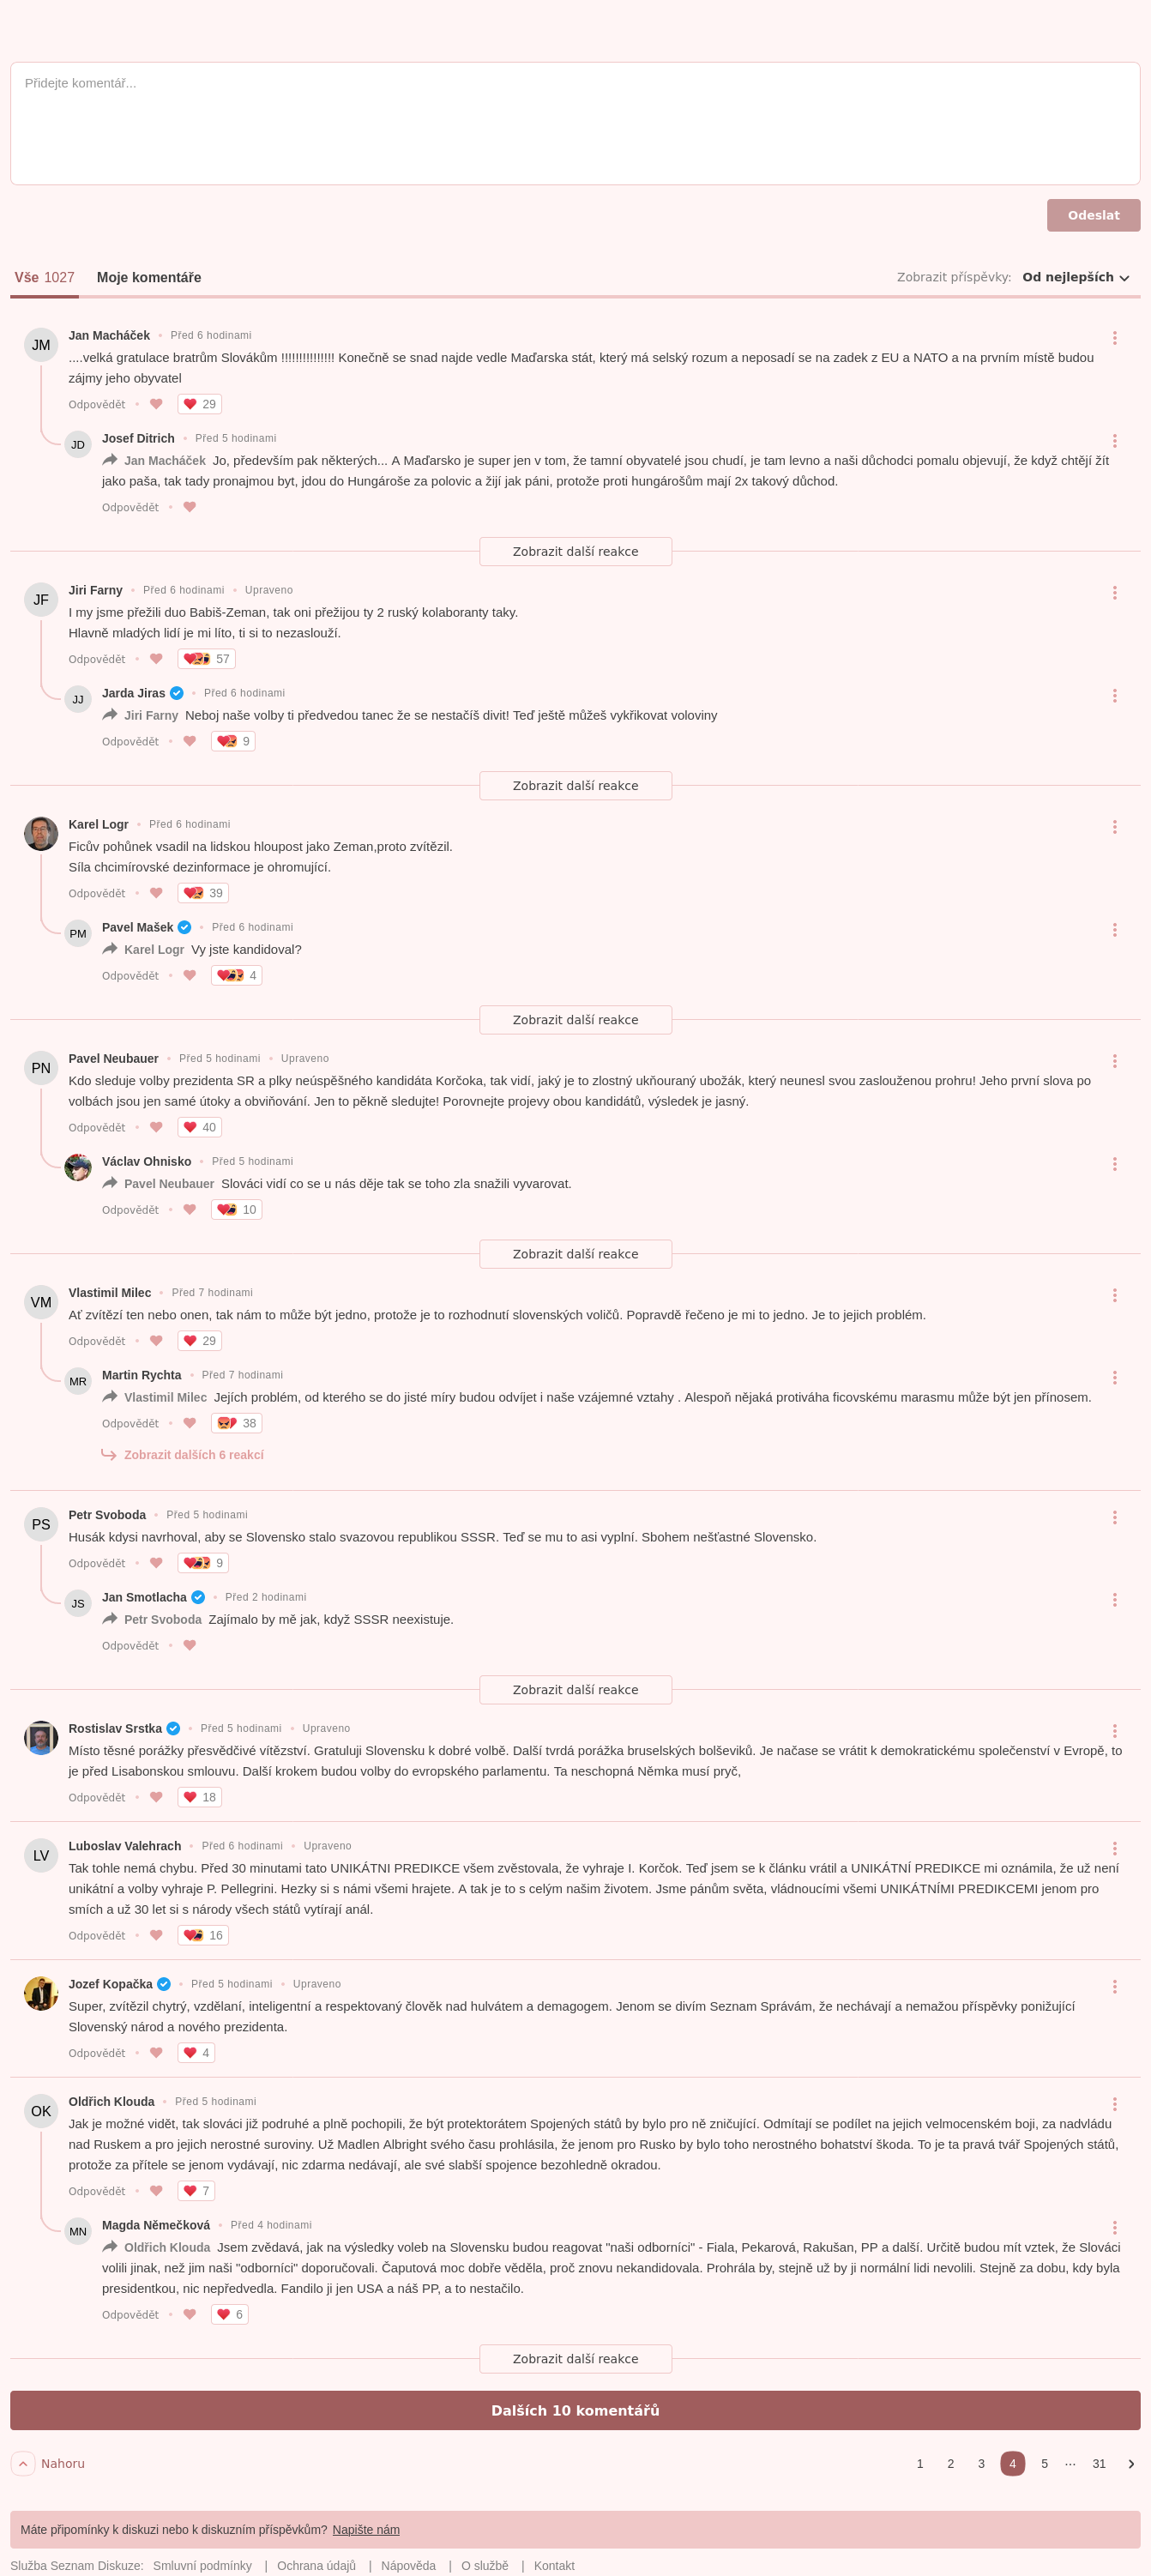 Přidejte komentář...
Odeslat
Vše 1027 Moje komentáře Zobrazit příspěvky: Od nejlepších
JM
Jan Macháček • Před 6 hodinami
....velká gratulace bratrům Slovákům !!!!!!!!!!!!!!! Konečně se snad najde vedle Maďarska stát, který má selský rozum a neposadí se na zadek z EU a NATO a na prvním místě budou
zájmy jeho obyvatel
Odpovědět • 29
JD
Josef Ditrich • Před 5 hodinami
Jan Macháček Jo, především pak některých... A Maďarsko je super jen v tom, že tamní obyvatelé jsou chudí, je tam levno a naši důchodci pomalu objevují, že když chtějí žít
jako paša, tak tady pronajmou byt, jdou do Hungároše za polovic a žijí jak páni, protože proti hungárošům mají 2x takový důchod.
Odpovědět •
Zobrazit další reakce
JF
Jiri Farny • Před 6 hodinami • Upraveno
I my jsme přežili duo Babiš-Zeman, tak oni přežijou ty 2 ruský kolaboranty taky.
Hlavně mladých lidí je mi líto, ti si to nezaslouží.
Odpovědět • 57
JJ
Jarda Jiras • Před 6 hodinami
Jiri Farny Neboj naše volby ti předvedou tanec že se nestačíš divit! Teď ještě můžeš vykřikovat voloviny
Odpovědět • 9
Zobrazit další reakce
Karel Logr • Před 6 hodinami
Ficův pohůnek vsadil na lidskou hloupost jako Zeman,proto zvítězil.
Síla chcimírovské dezinformace je ohromující.
Odpovědět • 39
PM
Pavel Mašek • Před 6 hodinami
Karel Logr Vy jste kandidoval?
Odpovědět • 4
Zobrazit další reakce
PN
Pavel Neubauer • Před 5 hodinami • Upraveno
Kdo sleduje volby prezidenta SR a plky neúspěšného kandidáta Korčoka, tak vidí, jaký je to zlostný ukňouraný ubožák, který neunesl svou zaslouženou prohru! Jeho první slova po
volbách jsou jen samé útoky a obviňování. Jen to pěkně sledujte! Porovnejte projevy obou kandidátů, výsledek je jasný.
Odpovědět • 40
Václav Ohnisko • Před 5 hodinami
Pavel Neubauer Slováci vidí co se u nás děje tak se toho zla snažili vyvarovat.
Odpovědět • 10
Zobrazit další reakce
VM
Vlastimil Milec • Před 7 hodinami
Ať zvítězí ten nebo onen, tak nám to může být jedno, protože je to rozhodnutí slovenských voličů. Popravdě řečeno je mi to jedno. Je to jejich problém.
Odpovědět • 29
MR
Martin Rychta • Před 7 hodinami
Vlastimil Milec Jejích problém, od kterého se do jisté míry budou odvíjet i naše vzájemné vztahy . Alespoň nějaká protiváha ficovskému marasmu může být jen přínosem.
Odpovědět • 38
Zobrazit dalších 6 reakcí
PS
Petr Svoboda • Před 5 hodinami
Husák kdysi navrhoval, aby se Slovensko stalo svazovou republikou SSSR. Teď se mu to asi vyplní. Sbohem nešťastné Slovensko.
Odpovědět • 9
JS
Jan Smotlacha • Před 2 hodinami
Petr Svoboda Zajímalo by mě jak, když SSSR neexistuje.
Odpovědět •
Zobrazit další reakce
Rostislav Srstka • Před 5 hodinami • Upraveno
Místo těsné porážky přesvědčivé vítězství. Gratuluji Slovensku k dobré volbě. Další tvrdá porážka bruselských bolševiků. Je načase se vrátit k demokratickému společenství v Evropě, to
je před Lisabonskou smlouvu. Další krokem budou volby do evropského parlamentu. Ta neschopná Němka musí pryč,
Odpovědět • 18
LV
Luboslav Valehrach • Před 6 hodinami • Upraveno
Tak tohle nemá chybu. Před 30 minutami tato UNIKÁTNI PREDIKCE všem zvěstovala, že vyhraje I. Korčok. Teď jsem se k článku vrátil a UNIKÁTNÍ PREDIKCE mi oznámila, že už není
unikátní a volby vyhraje P. Pellegrini. Hezky si s námi všemi hrajete. A tak je to s celým našim životem. Jsme pánům světa, vládnoucími všemi UNIKÁTNÍMI PREDIKCEMI jenom pro
smích a už 30 let si s národy všech států vytírají anál.
Odpovědět • 16
Jozef Kopačka • Před 5 hodinami • Upraveno
Super, zvítězil chytrý, vzdělaní, inteligentní a respektovaný člověk nad hulvátem a demagogem. Jenom se divím Seznam Správám, že nechávají a nemažou příspěvky ponižující
Slovenský národ a nového prezidenta.
Odpovědět • 4
OK
Oldřich Klouda • Před 5 hodinami
Jak je možné vidět, tak slováci již podruhé a plně pochopili, že být protektorátem Spojených států by bylo pro ně zničující. Odmítají se podílet na jejich velmocenském boji, za nadvládu
nad Ruskem a pro jejich nerostné suroviny. Už Madlen Albright svého času prohlásila, že jenom pro Rusko by bylo toho nerostného bohatství škoda. To je ta pravá tvář Spojených států,
protože za přítele se jenom vydávají, nic zdarma nedávají, ale své slabší spojence bezohledně okradou.
Odpovědět • 7
MN
Magda Němečková • Před 4 hodinami
Oldřich Klouda Jsem zvědavá, jak na výsledky voleb na Slovensku budou reagovat "naši odborníci" - Fiala, Pekarová, Rakušan, PP a další. Určitě budou mít vztek, že Slováci
volili jinak, než jim naši "odborníci" doporučovali. Čaputová moc dobře věděla, proč znovu nekandidovala. Prohrála by, stejně už by ji normální lidi nevolili. Stejně za dobu, kdy byla
presidentkou, nic nepředvedla. Fandilo ji jen USA a náš PP, a to nestačilo.
Odpovědět • 6
Zobrazit další reakce
Dalších 10 komentářů
Nahoru 1 2 3 4 5 ... 31
Máte připomínky k diskuzi nebo k diskuzním příspěvkům? Napište nám
Služba Seznam Diskuze: Smluvní podmínky | Ochrana údajů | Nápověda | O službě | Kontakt